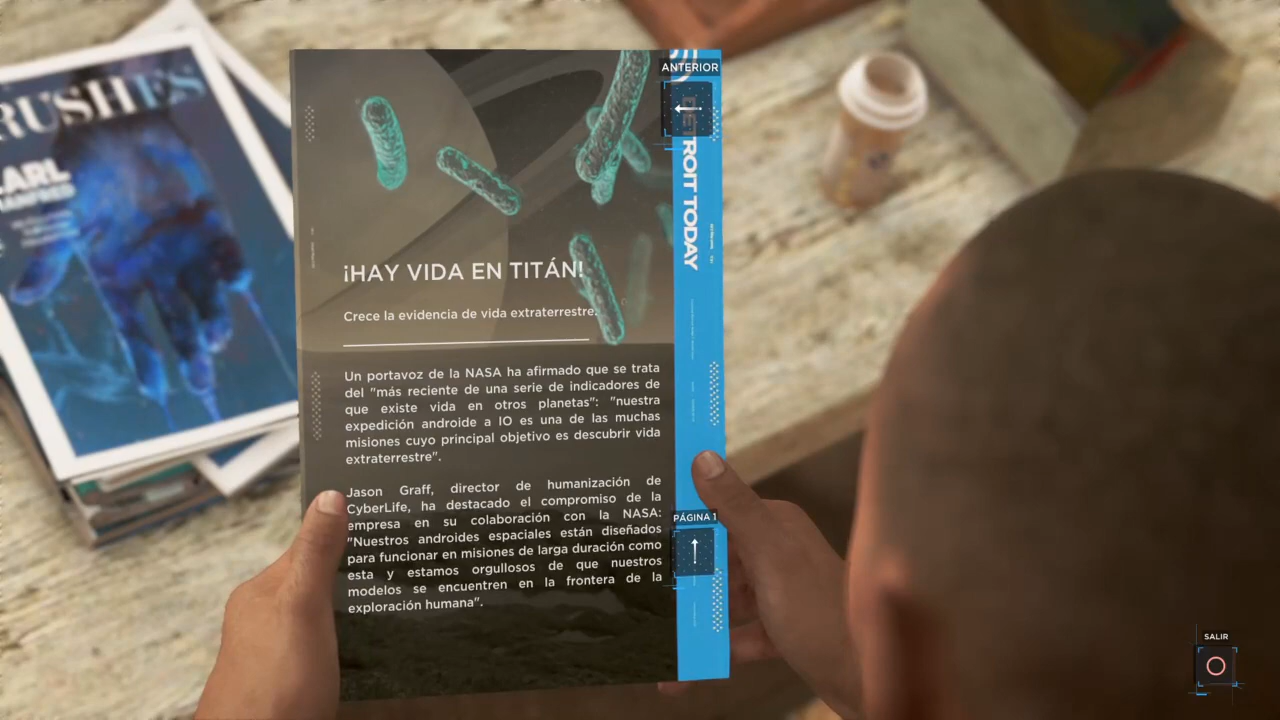 RUSHES
ANTERIOR
DETROIT TODAY
¡HAY VIDA EN TITÁN!
Crece la evidencia de vida extraterrestre.
Un portavoz de la NASA ha afirmado que se trata
del "más reciente de una serie de indicadores de
que existe vida en otros planetas": "nuestra
expedición androide a IO es una de las muchas
misiones cuyo principal objetivo es descubrir vida
extraterrestre".
Jason Graff, director de humanización de
CyberLife, ha destacado el compromiso de la
empresa en su colaboración con la NASA:
"Nuestros androides espaciales están diseñados
para funcionar en misiones de larga duración como
esta y estamos orgullosos de que nuestros
modelos se encuentren en la frontera de la
exploración humana".
PÁGINA 1
SALIR